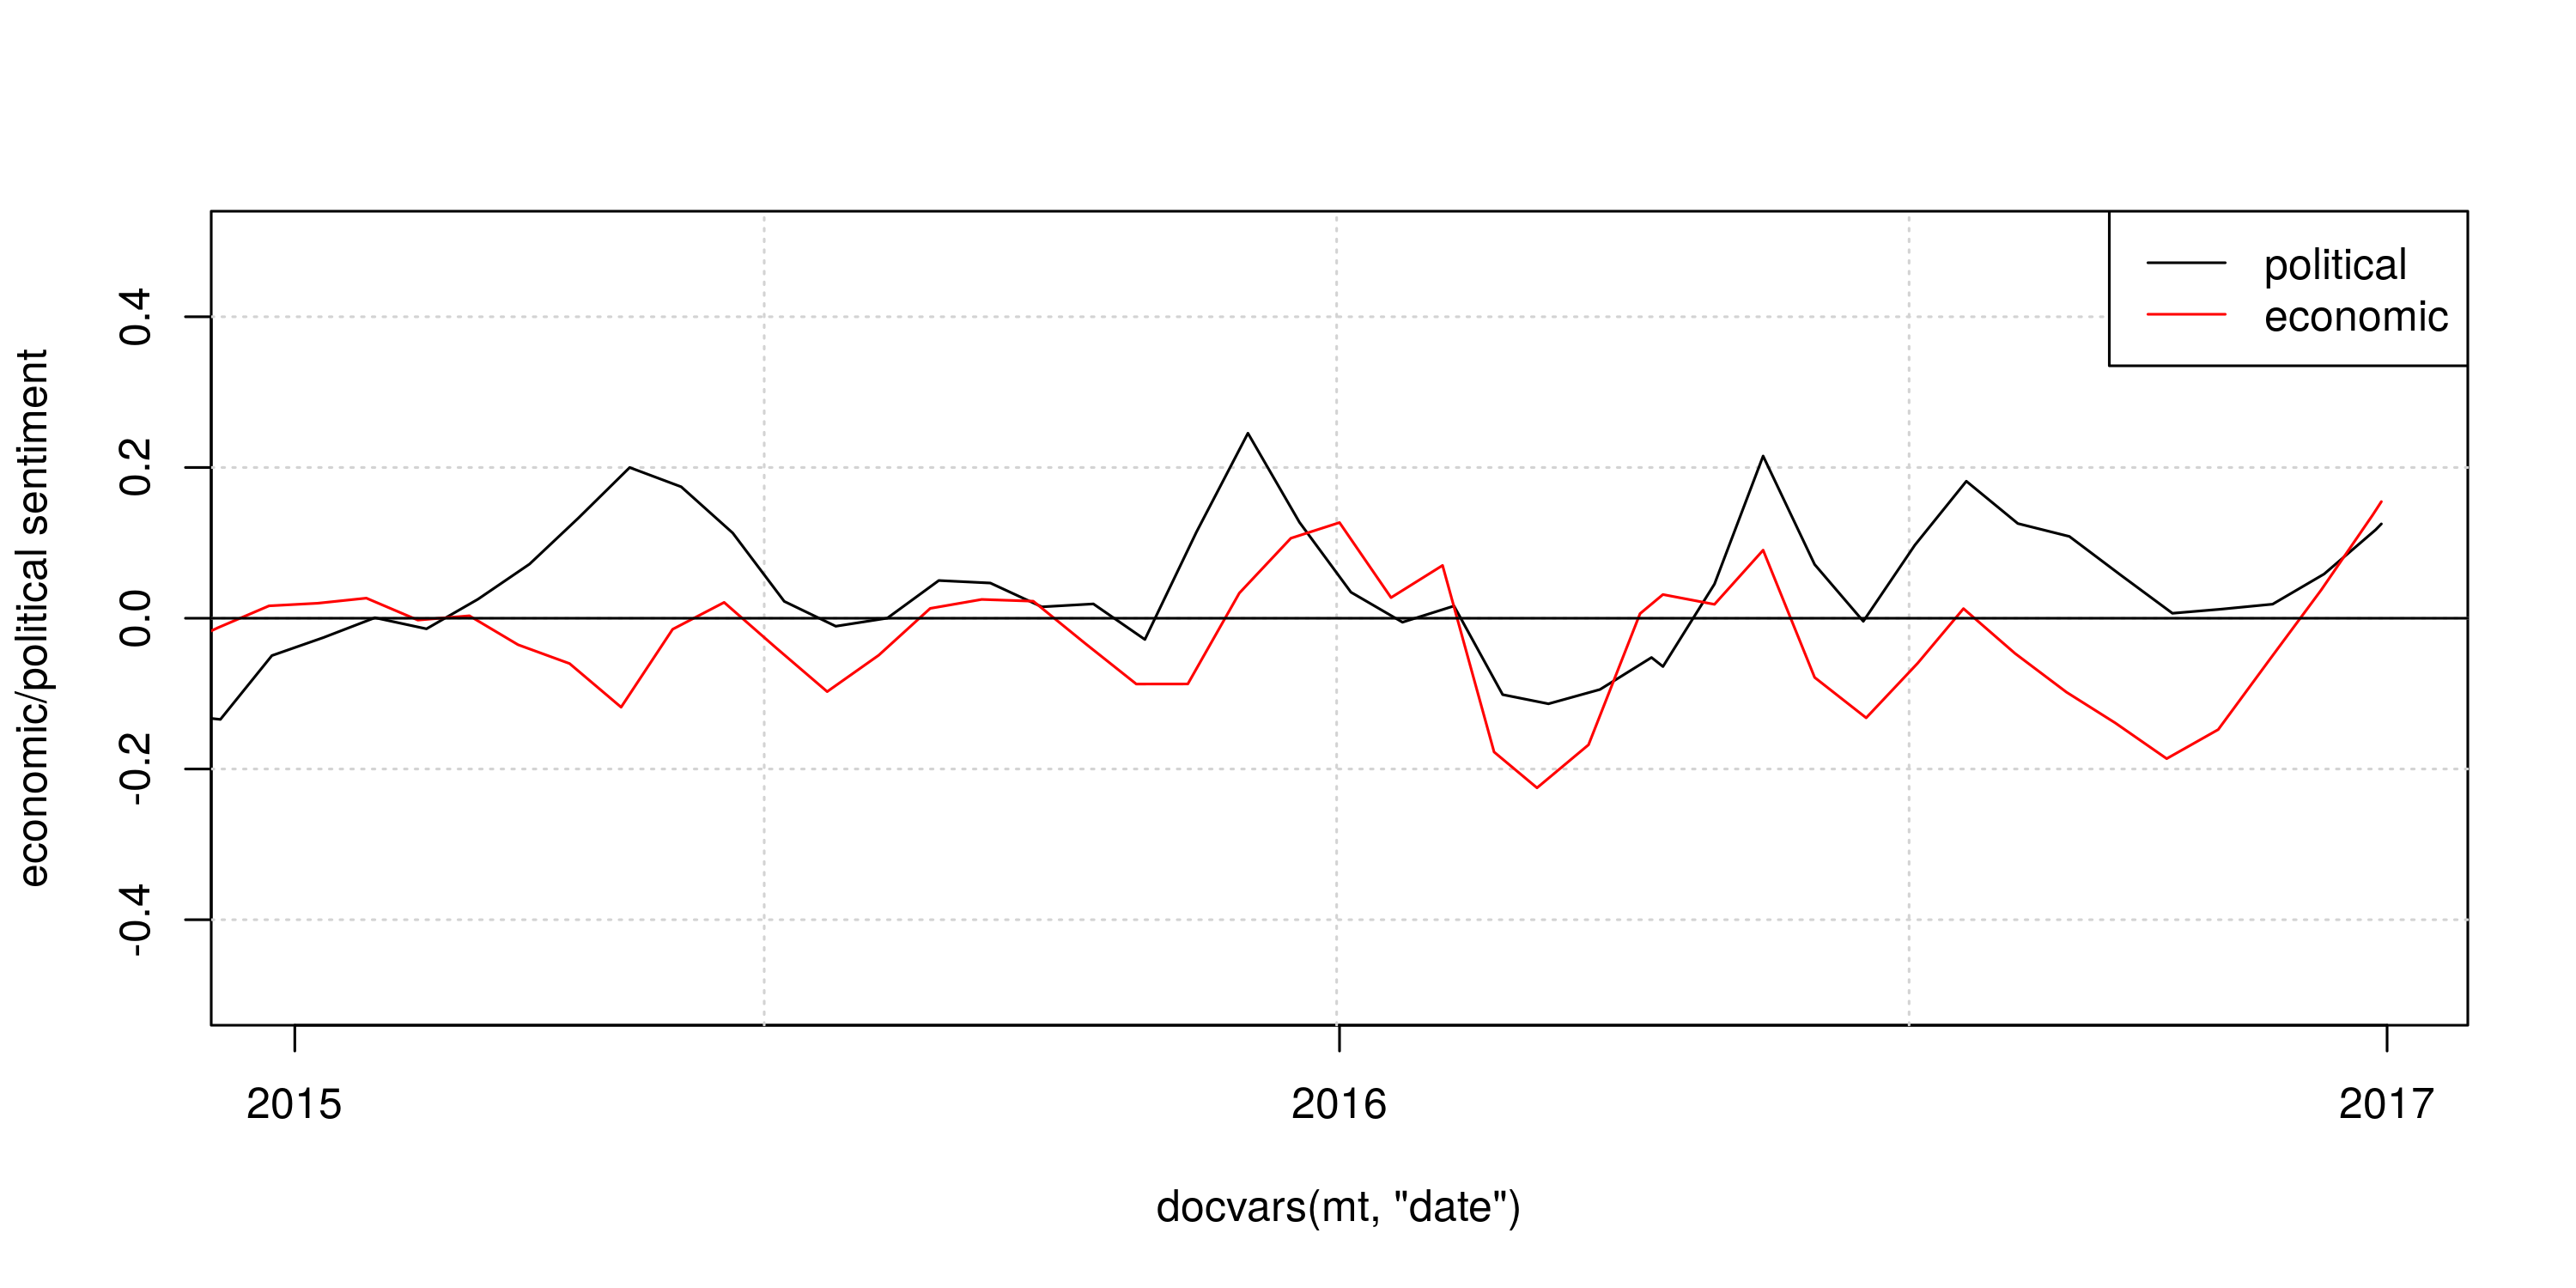 political
economic
economic/political sentiment
0.4
0.2
0.0
-0.2
-0.4
2015
2016
2017
docvars(mt, "date")